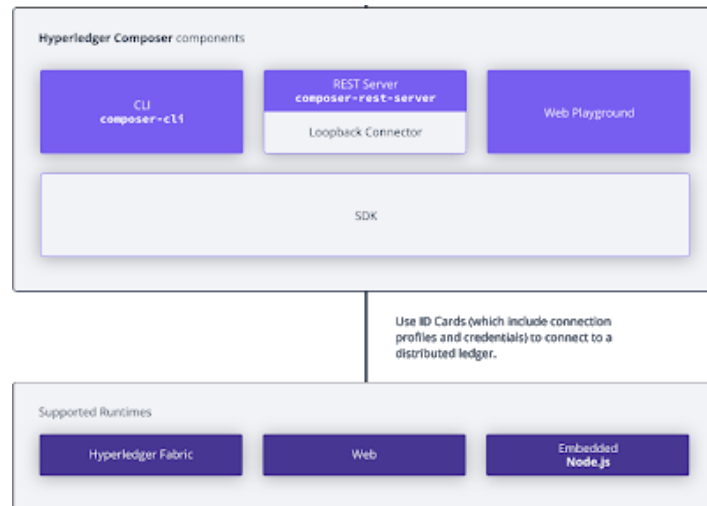 Hyperledger Composer components
CLI
composer-cli
REST Server
composer-rest-server
Loopback Connector
Web Playground
SDK
Use ID Cards (which include connection
profiles and credentials) to connect to a
distributed ledger.
Supported Runtimes
Hyperledger Fabric
Web
Embedded
Node.js